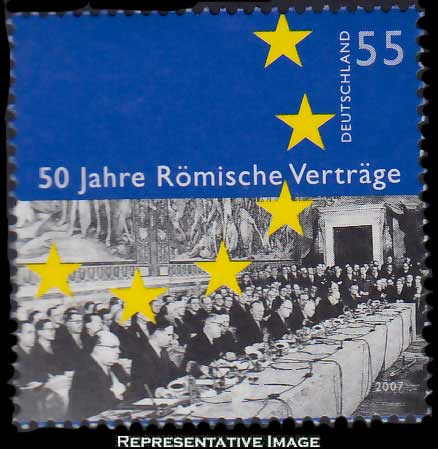 55
DEUTSCHLAND
50 Jahre Römische Verträge
2007
REPRESENTATIVE IMAGE